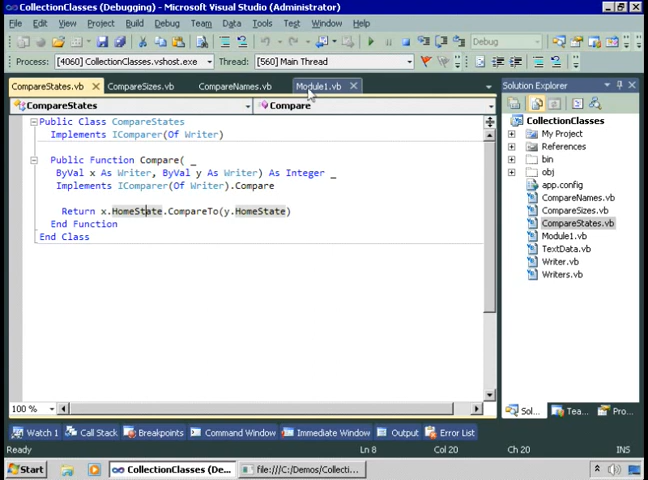 CollectionClasses (Debugging) - Microsoft Visual Studio (Administrator)
File Edit View Project Build Debug Team Data Tools Test Window Help
Debug
Process: [4060] CollectionClasses.vshost.exe Thread: [560] Main Thread
CompareStates.vb CompareSizes.vb CompareNames.vb Module1.vb
CompareStates Compare
Public Class CompareStates
Implements IComparer(Of Writer)
Public Function Compare( _
ByVal x As Writer, ByVal y As Writer) As Integer _
Implements IComparer(Of Writer).Compare
Return x.HomeState.CompareTo(y.HomeState)
End Function
End Class
100 %
Solution Explorer
CollectionClasses
My Project
References
bin
obj
app.config
CompareNames.vb
CompareSizes.vb
CompareStates.vb
Module1.vb
TextData.vb
Writer.vb
Writers.vb
Sol... Tea... Pro...
Watch 1 Call Stack Breakpoints Command Window Immediate Window Output Error List
Ready Ln 8 Col 20 Ch 20 INS
Start CollectionClasses (De... file:///C:/Demos/Collecti...